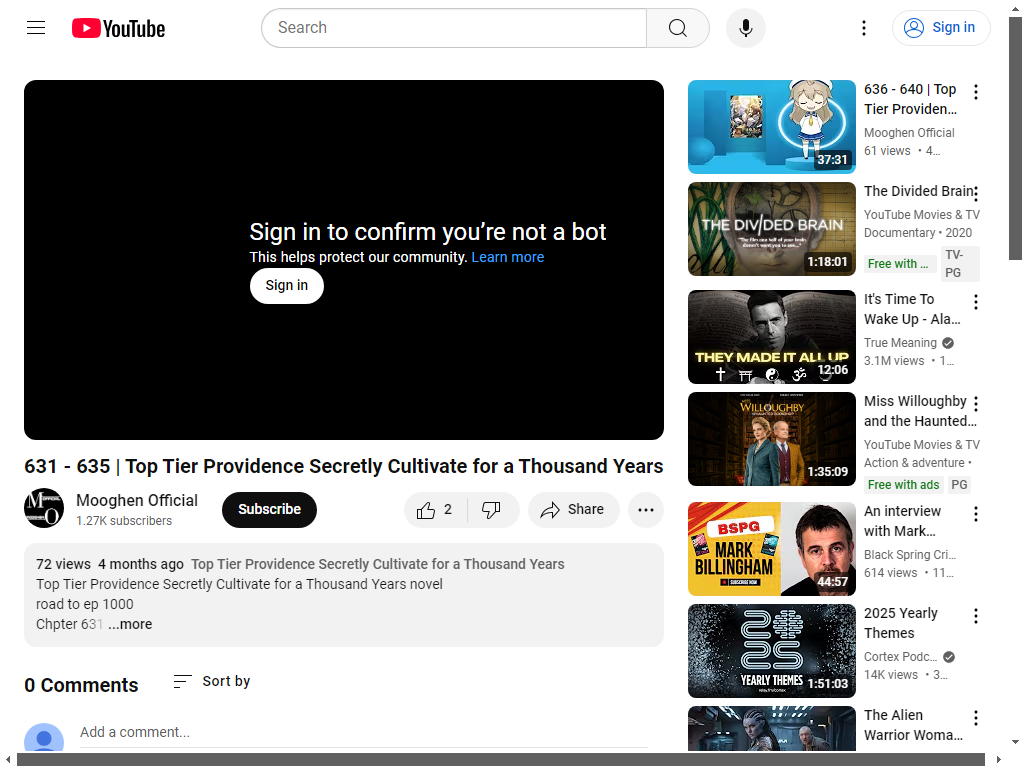 YouTube
Search
Sign in
Sign in to confirm you’re not a bot
This helps protect our community. Learn more
Sign in
631 - 635 | Top Tier Providence Secretly Cultivate for a Thousand Years
Mooghen Official
1.27K subscribers
Subscribe
2
Share
72 views 4 months ago Top Tier Providence Secretly Cultivate for a Thousand Years
Top Tier Providence Secretly Cultivate for a Thousand Years novel
road to ep 1000
Chpter 631 ...more
0 Comments
Sort by
Add a comment...
37:31
636 - 640 | Top
Tier Providen...
Mooghen Official
61 views • 4...
THE DIVIDED BRAIN
1:18:01
The Divided Brain
YouTube Movies & TV
Documentary • 2020
Free with ...
TV-
PG
THEY MADE IT ALL UP
12:06
It's Time To
Wake Up - Ala...
True Meaning
3.1M views • 1...
WILLOUGHBY
1:35:09
Miss Willoughby
and the Haunted...
YouTube Movies & TV
Action & adventure •
Free with ads
PG
BSPG
MARK
BILLINGHAM
SUBSCRIBE NOW
44:57
An interview
with Mark...
Black Spring Cri...
614 views • 11...
2025
YEARLY THEMES
1:51:03
2025 Yearly
Themes
Cortex Podc...
14K views • 3...
The Alien
Warrior Woma...